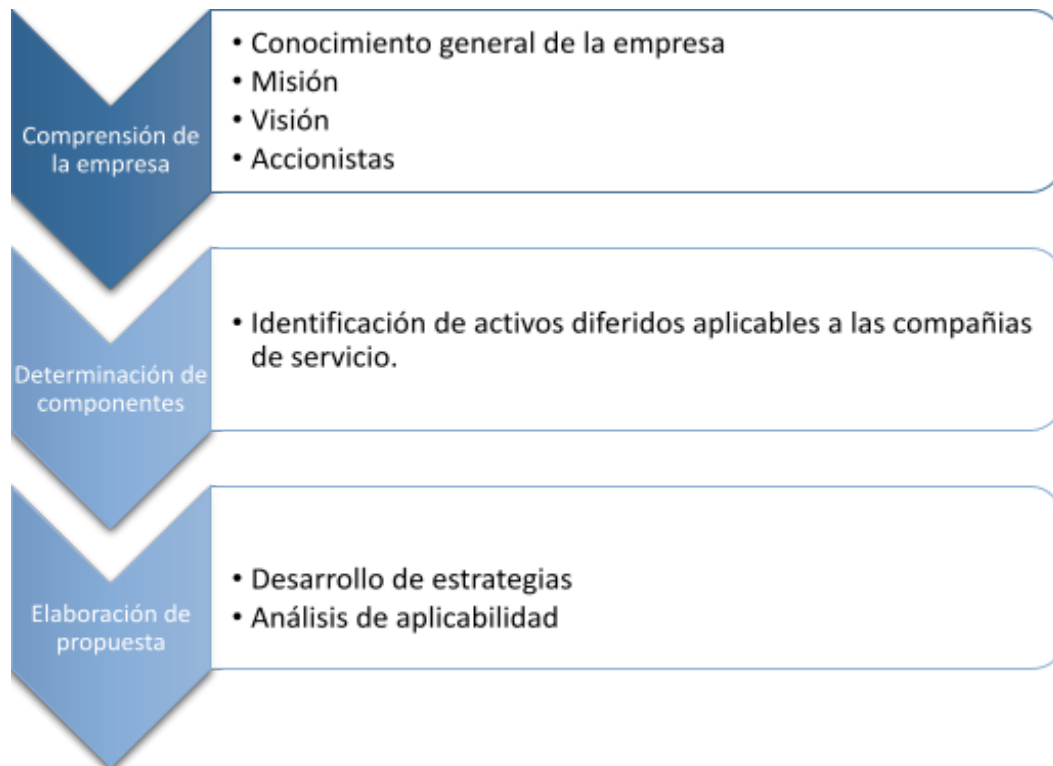 Comprensión de
la empresa
• Conocimiento general de la empresa
• Misión
• Visión
• Accionistas
Determinación de
componentes
• Identificación de activos diferidos aplicables a las compañias
de servicio.
Elaboración de
propuesta
• Desarrollo de estrategias
• Análisis de aplicabilidad